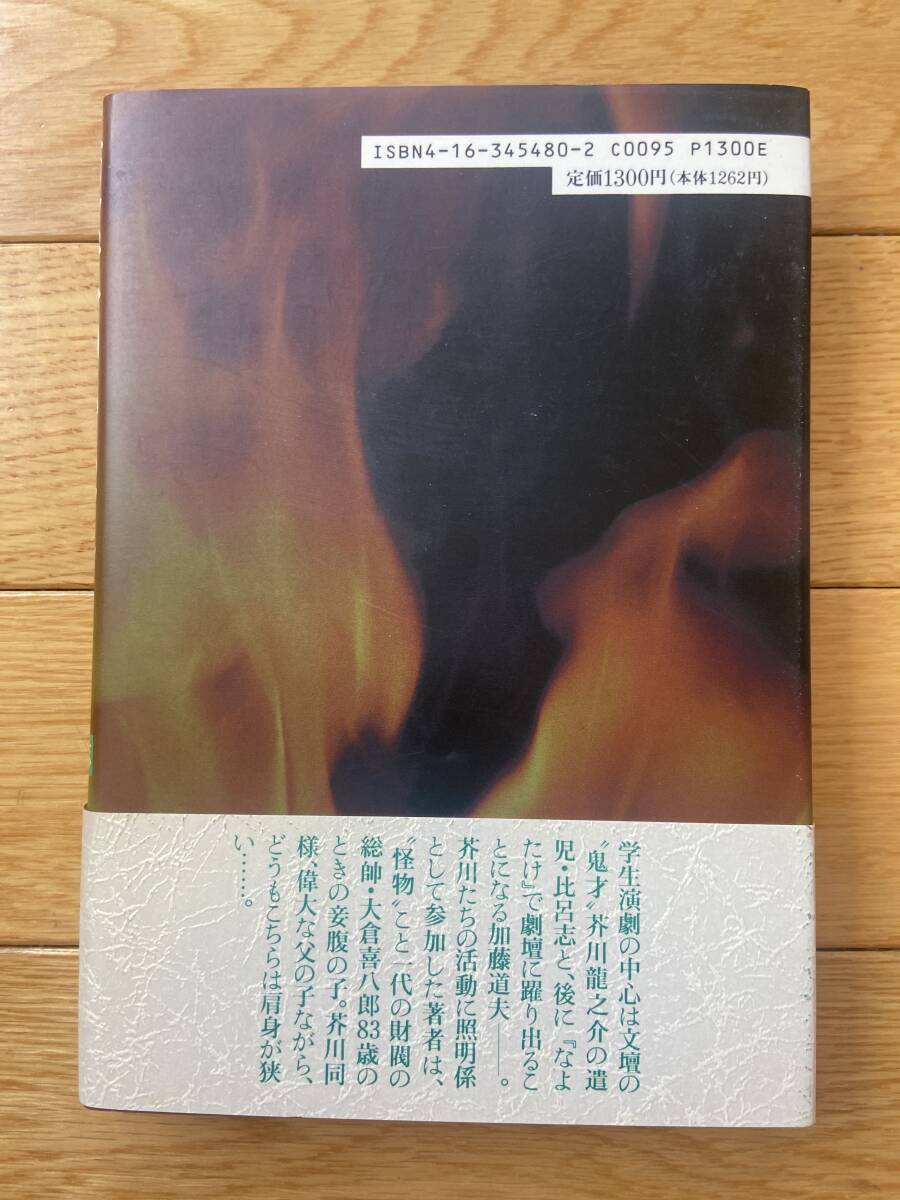 ISBN4-16-345480-2 C0095 P1300E
定価1300円(本体1262円)
学生演劇の中心は文壇の
〝鬼才〟芥川龍之介の遺
児・比呂志と、後に『なよ
たけ』で劇壇に躍り出るこ
とになる加藤道夫――。
芥川たちの活動に照明係
として参加した著者は、
〝怪物〟こと一代の財閥の
総帥・大倉喜八郎83歳の
ときの妾腹の子。芥川同
様、偉大な父の子ながら、
どうもこちらは肩身が狭
い……。